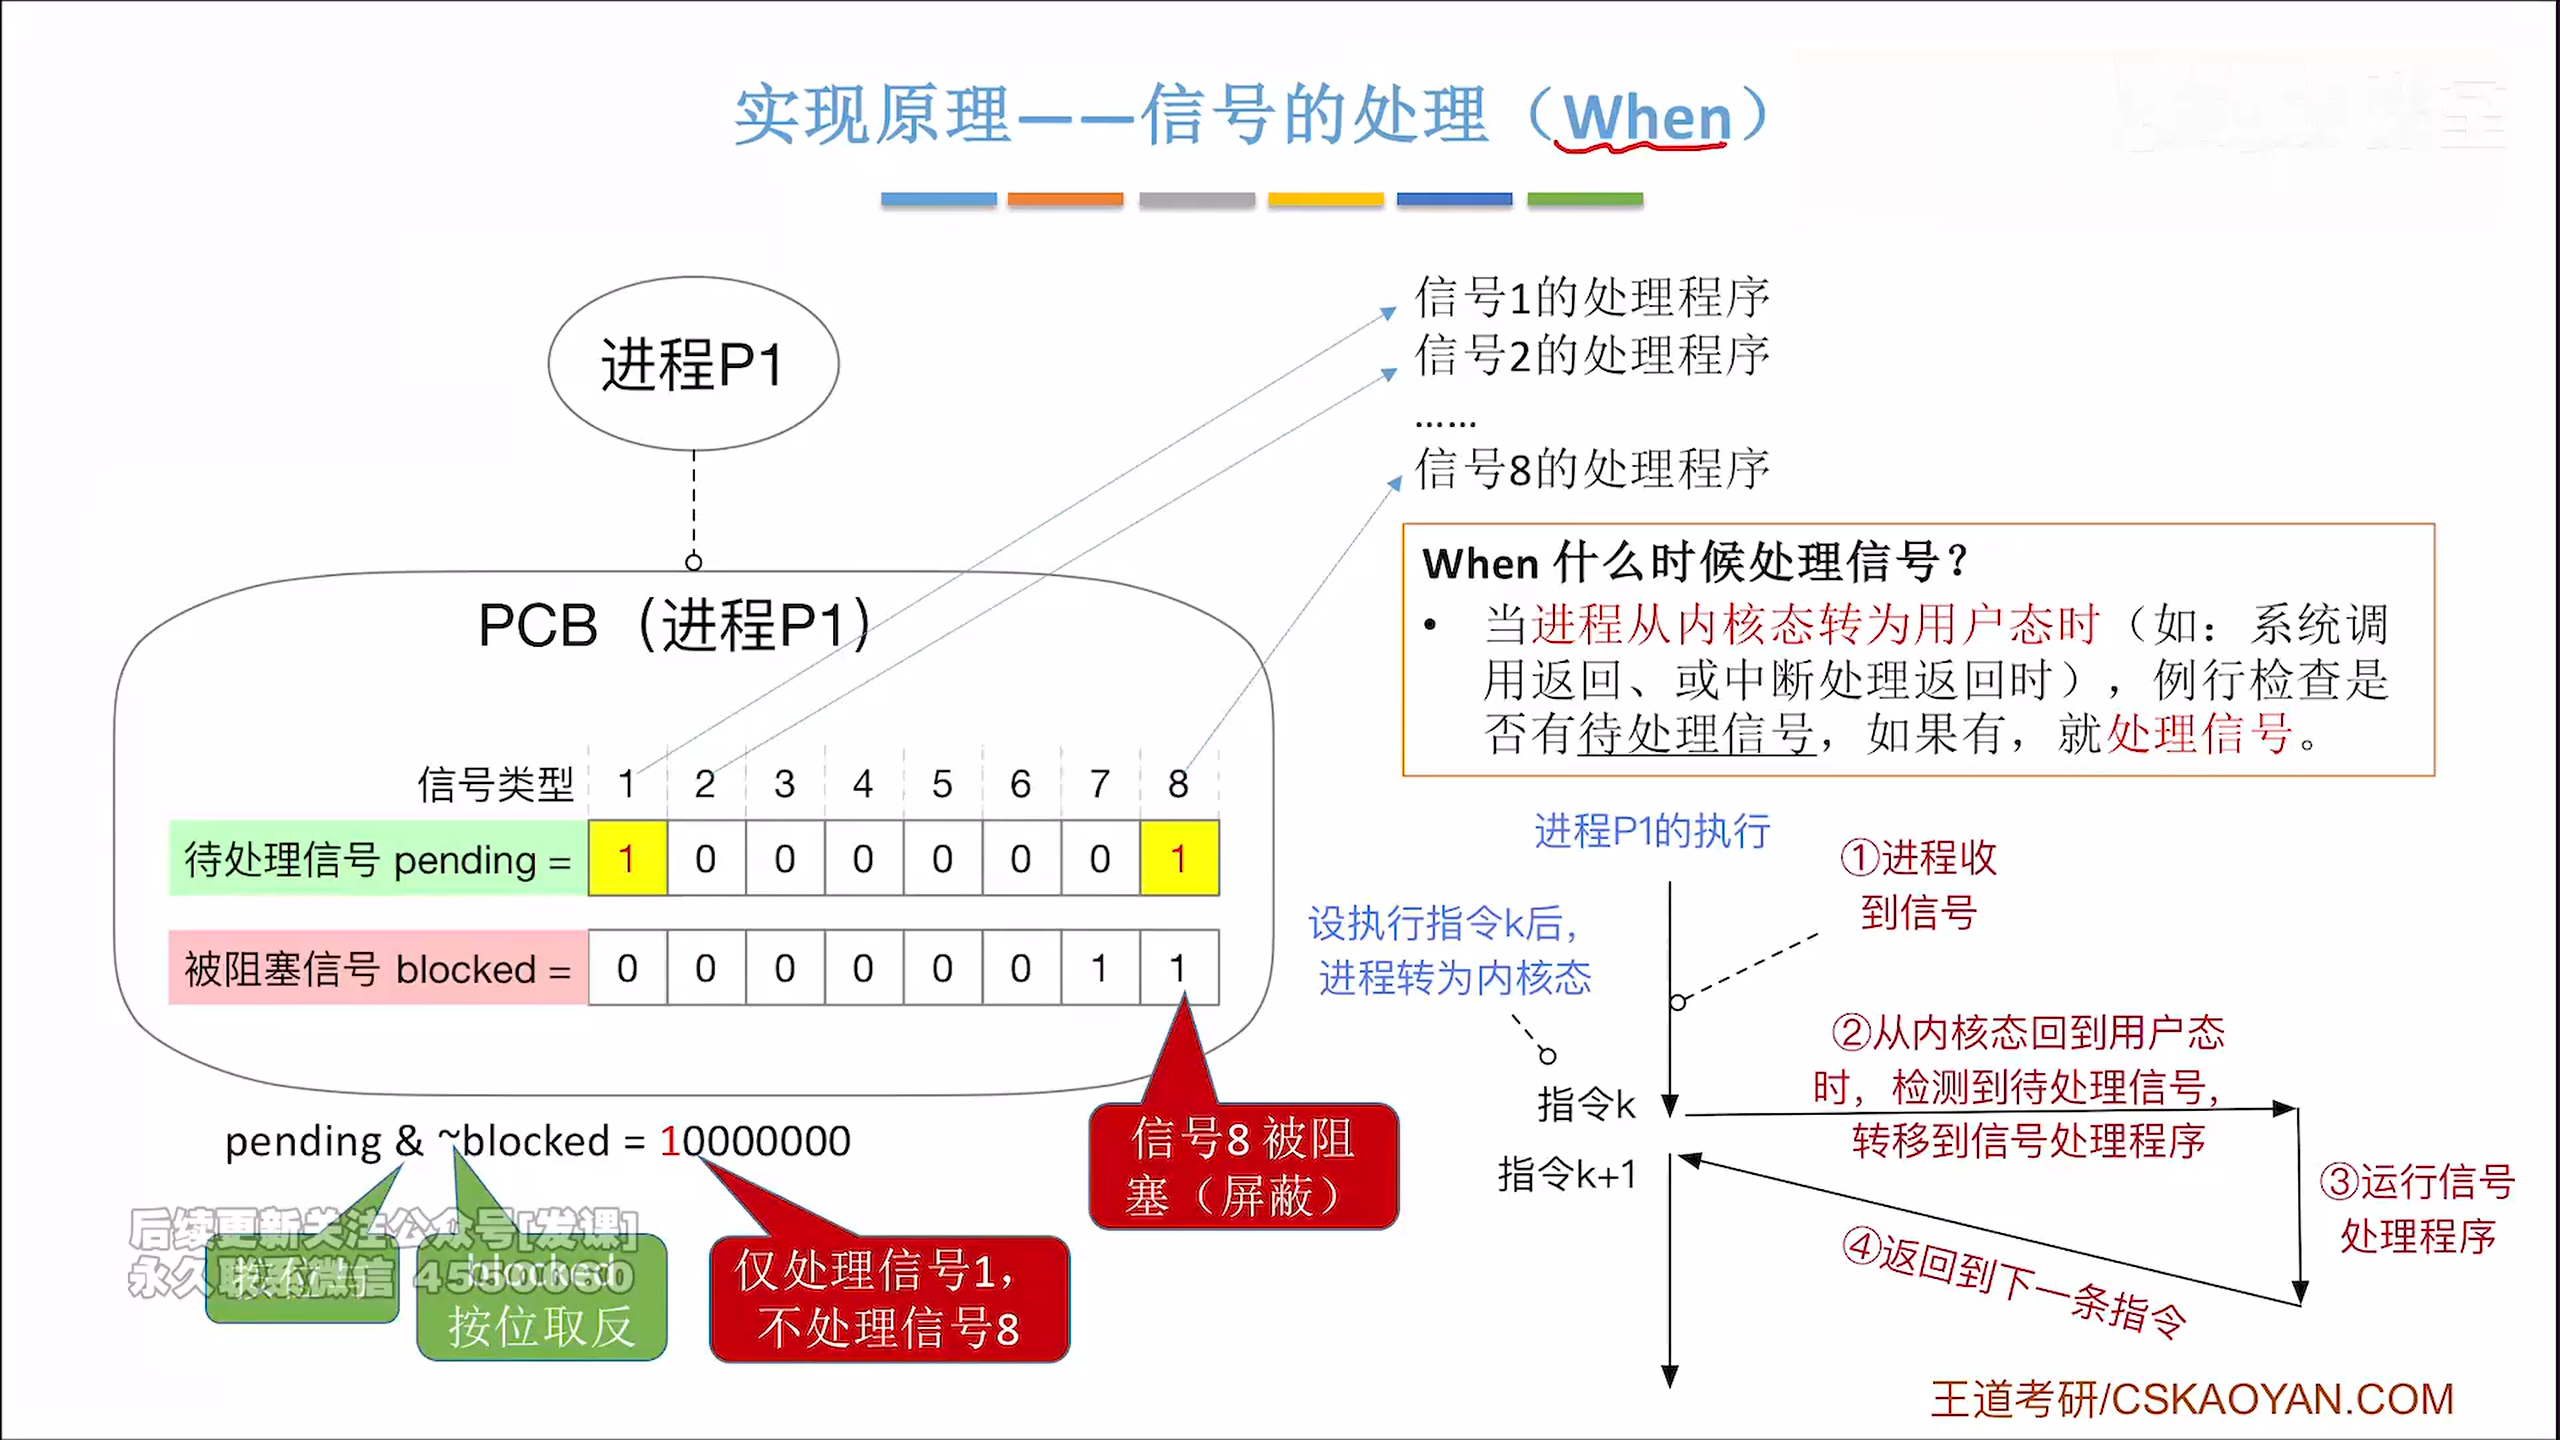 实现原理——信号的处理（When）
进程P1
信号1的处理程序
信号2的处理程序
……
信号8的处理程序
PCB（进程P1）
信号类型 1 2 3 4 5 6 7 8
待处理信号 pending = 1 0 0 0 0 0 0 1
被阻塞信号 blocked = 0 0 0 0 0 0 1 1
信号8 被阻
塞（屏蔽）
pending & ~blocked = 10000000
blocked
按位取反
仅处理信号1，
不处理信号8
When 什么时候处理信号？
• 当进程从内核态转为用户态时（如：系统调
用返回、或中断处理返回时），例行检查是
否有待处理信号，如果有，就处理信号。
进程P1的执行
①进程收
到信号
设执行指令k后，
进程转为内核态
②从内核态回到用户态
时，检测到待处理信号，
转移到信号处理程序
指令k
指令k+1
③运行信号
处理程序
④返回到下一条指令
后续更新关注公众号[发课]
王道考研/CSKAOYAN.COM